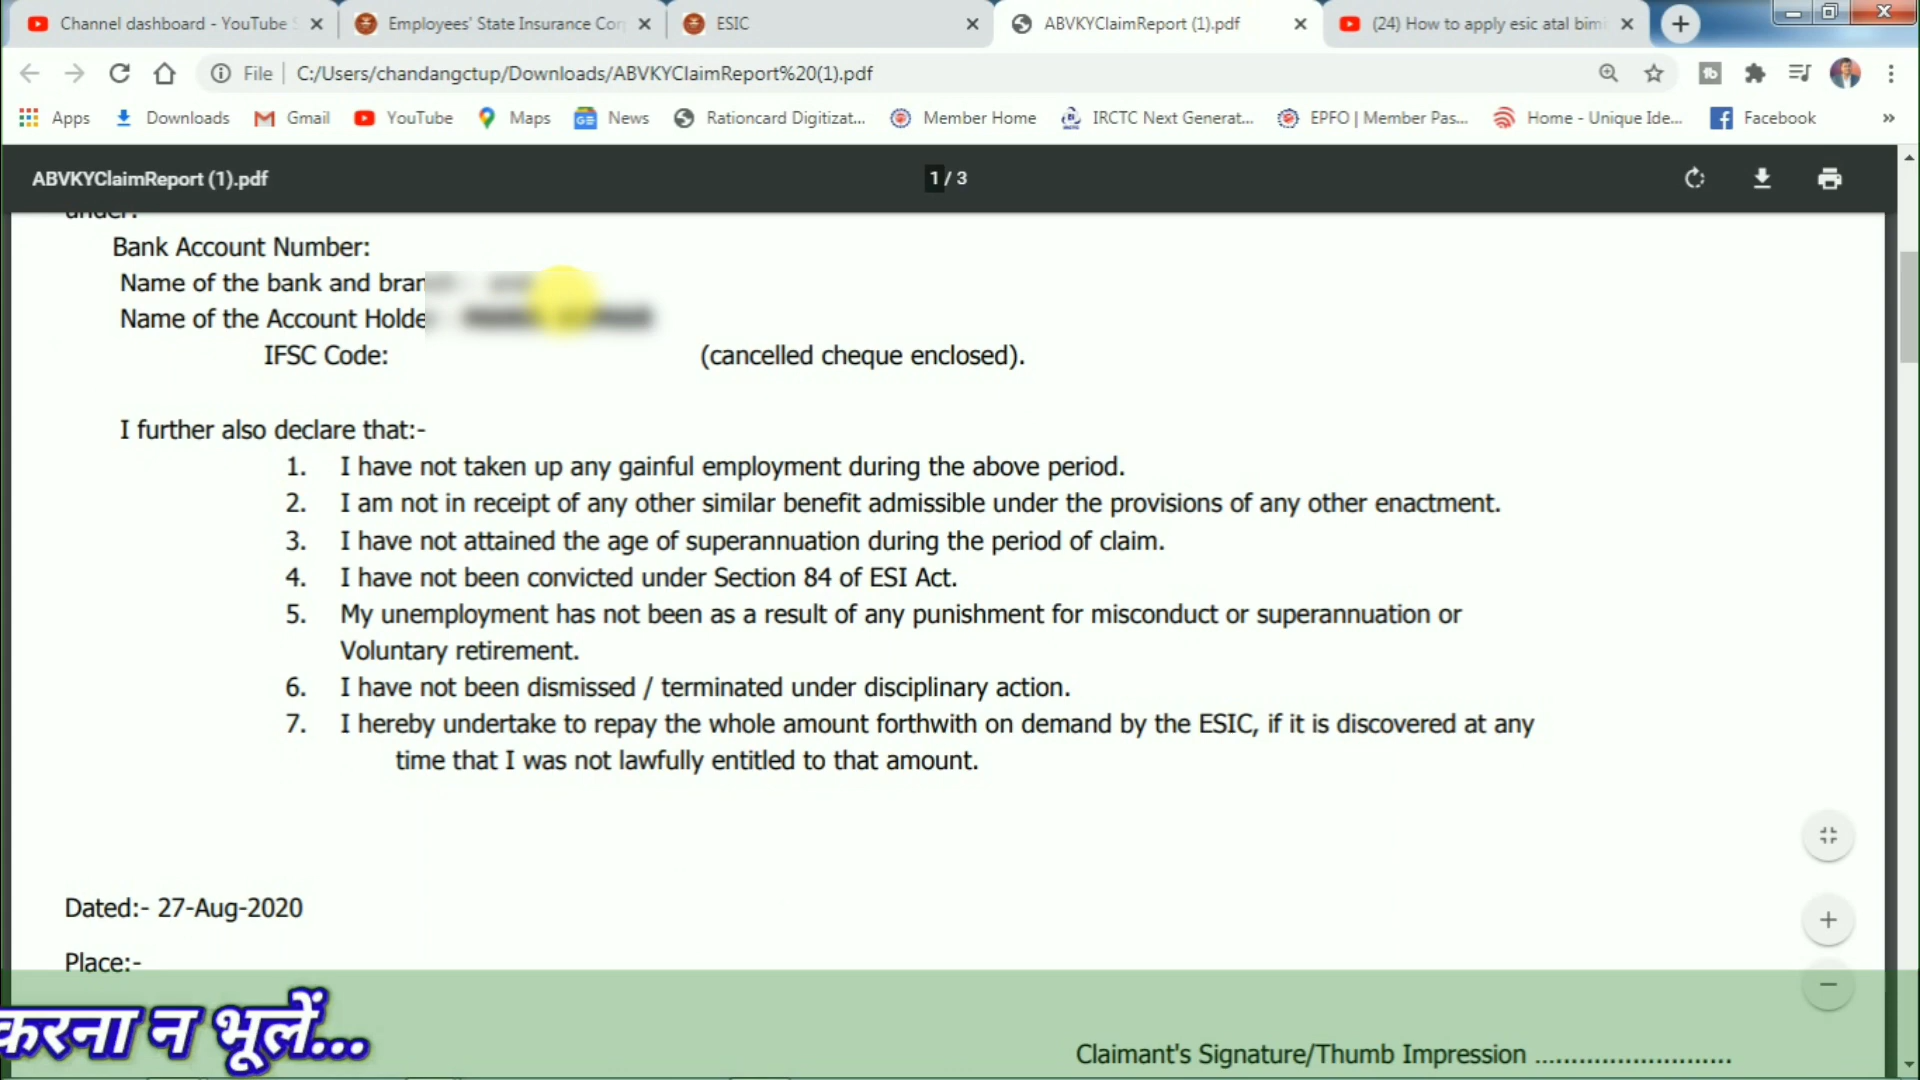 Channel dashboard - YouTube
Employees' State Insurance Cor
ESIC
ABVKYClaimReport (1).pdf
(24) How to apply esic atal bim
File
C:/Users/chandangctup/Downloads/ABVKYClaimReport%20(1).pdf
Apps
Downloads
Gmail
YouTube
Maps
News
Rationcard Digitizat...
Member Home
IRCTC Next Generat...
EPFO | Member Pas...
Home - Unique Ide...
Facebook
»
ABVKYClaimReport (1).pdf
1 / 3
under:
Bank Account Number:
Name of the bank and bran
Name of the Account Holde
IFSC Code: (cancelled cheque enclosed).
I further also declare that:-
1. I have not taken up any gainful employment during the above period.
2. I am not in receipt of any other similar benefit admissible under the provisions of any other enactment.
3. I have not attained the age of superannuation during the period of claim.
4. I have not been convicted under Section 84 of ESI Act.
5. My unemployment has not been as a result of any punishment for misconduct or superannuation or
Voluntary retirement.
6. I have not been dismissed / terminated under disciplinary action.
7. I hereby undertake to repay the whole amount forthwith on demand by the ESIC, if it is discovered at any
time that I was not lawfully entitled to that amount.
Dated:- 27-Aug-2020
Place:-
करना न भूलें...
Claimant's Signature/Thumb Impression ..........................